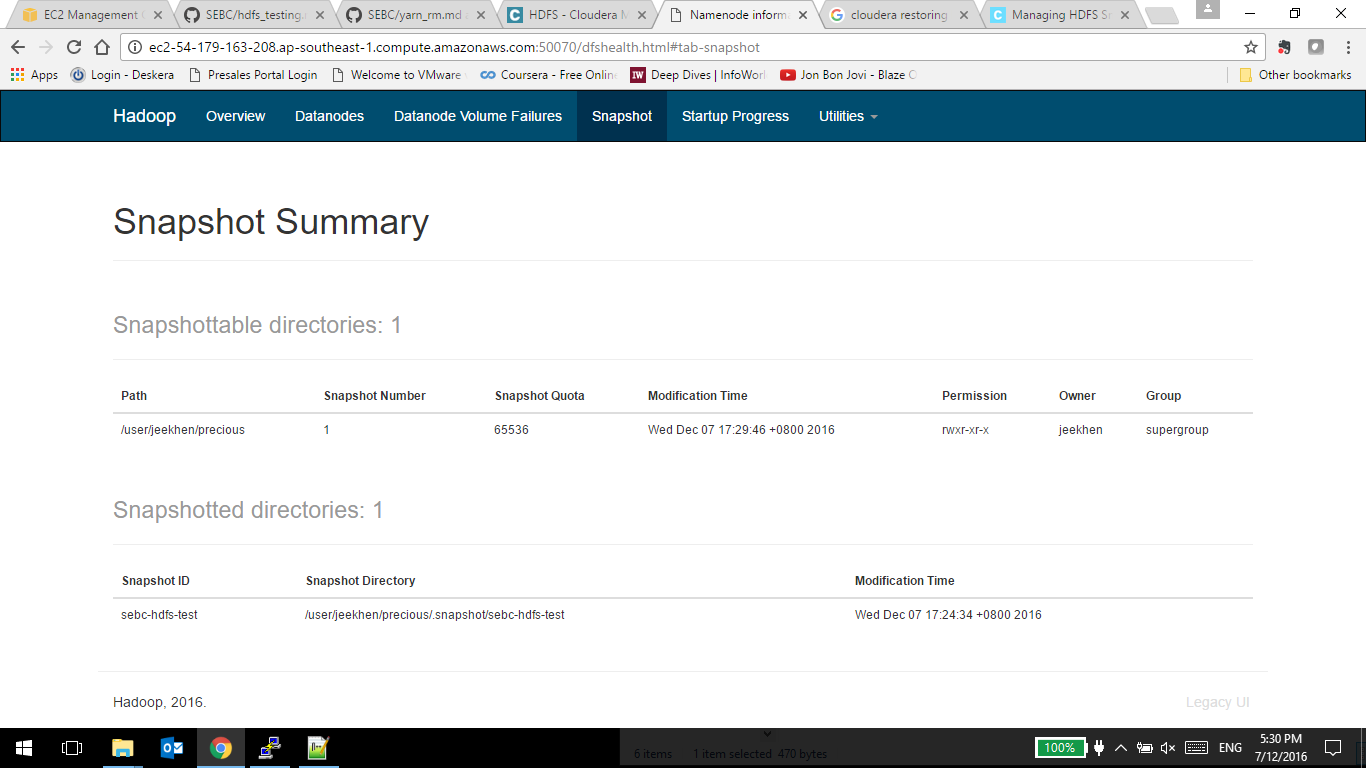 EC2 Management
SEBC/hdfs_testing.
SEBC/yarn_rm.md
HDFS - Cloudera M
Namenode informa
cloudera restoring
Managing HDFS Sn
ec2-54-179-163-208.ap-southeast-1.compute.amazonaws.com:50070/dfshealth.html#tab-snapshot
Apps Login - Deskera Presales Portal Login Welcome to VMware Coursera - Free Onlin Deep Dives | InfoWor Jon Bon Jovi - Blaze O Other bookmarks
Hadoop Overview Datanodes Datanode Volume Failures Snapshot Startup Progress Utilities
Snapshot Summary
Snapshottable directories: 1
Path Snapshot Number Snapshot Quota Modification Time Permission Owner Group
/user/jeekhen/precious 1 65536 Wed Dec 07 17:29:46 +0800 2016 rwxr-xr-x jeekhen supergroup
Snapshotted directories: 1
Snapshot ID Snapshot Directory Modification Time
sebc-hdfs-test /user/jeekhen/precious/.snapshot/sebc-hdfs-test Wed Dec 07 17:24:34 +0800 2016
Hadoop, 2016. Legacy UI
6 items 1 item selected 470 bytes
100% ENG 5:30 PM
7/12/2016